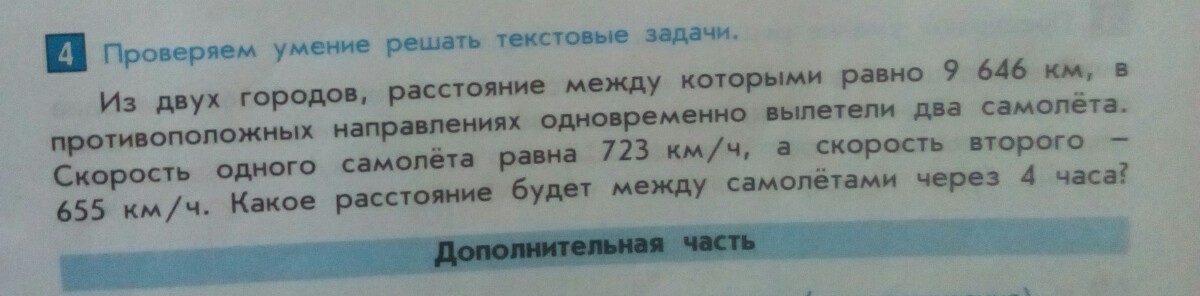 4 Проверяем умение решать текстовые задачи.
Из двух городов, расстояние между которыми равно 9 646 км, в
противоположных направлениях одновременно вылетели два самолёта.
Скорость одного самолёта равна 723 км/ч, а скорость второго –
655 км/ч. Какое расстояние будет между самолётами через 4 часа?
Дополнительная часть